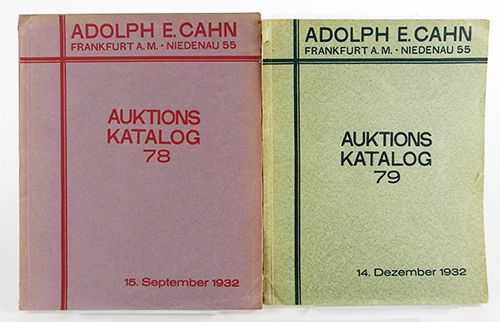 ADOLPH E. CAHN
FRANKFURT A. M. • NIEDENAU 55
AUKTIONS
KATALOG
78
15. September 1932
ADOLPH E. CAHN
FRANKFURT A. M. • NIEDENAU 55
AUKTIONS
KATALOG
79
14. Dezember 1932